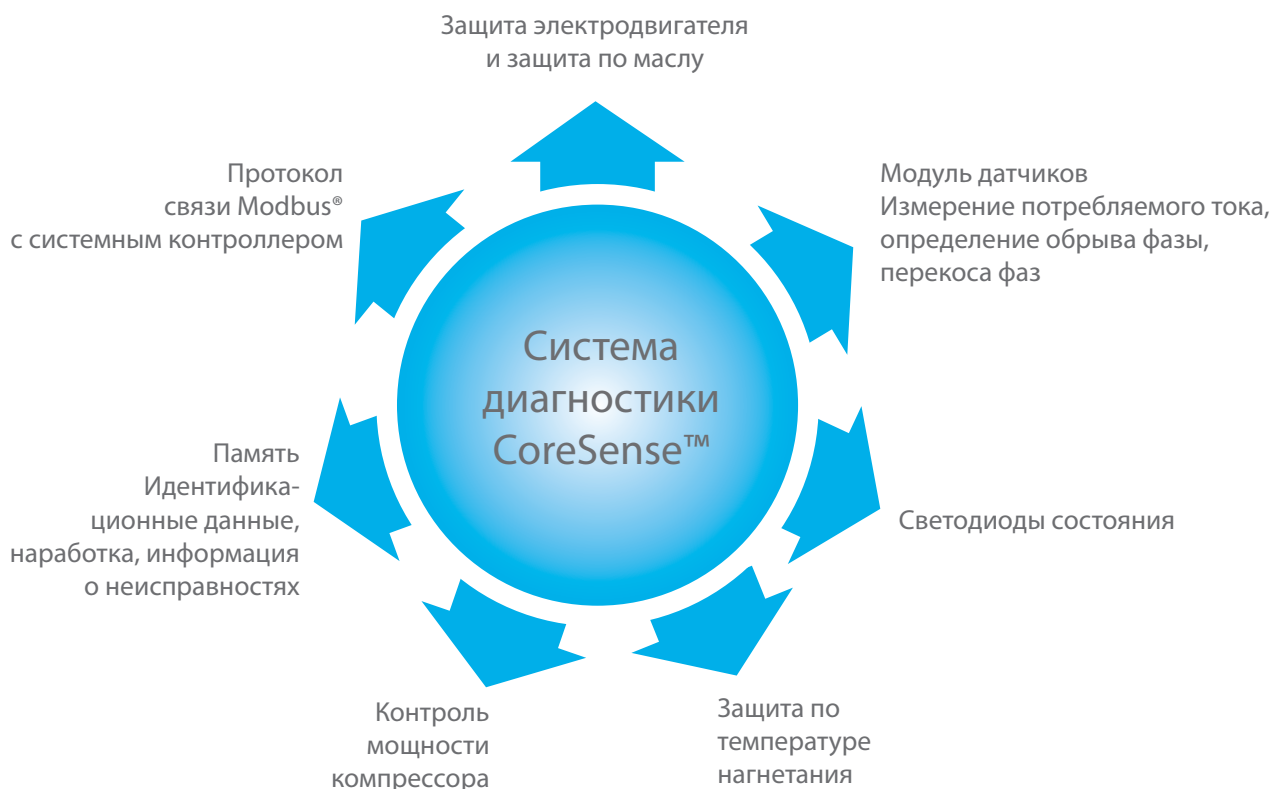 Защита электродвигателя
и защита по маслу
Протокол
связи Modbus®
с системным контроллером
Модуль датчиков
Измерение потребляемого тока,
определение обрыва фазы,
перекоса фаз
Система
диагностики
CoreSense™
Память
Идентифика-
ционные данные,
наработка, информация
о неисправностях
Светодиоды состояния
Контроль
мощности
компрессора
Защита по
температуре
нагнетания